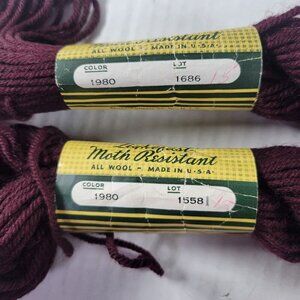 Moth Resistant
ALL WOOL - MADE IN U·S·A·
COLOR LOT
1980 1686
Moth Resistant
ALL WOOL - MADE IN U·S·A·
COLOR LOT
1980 1558